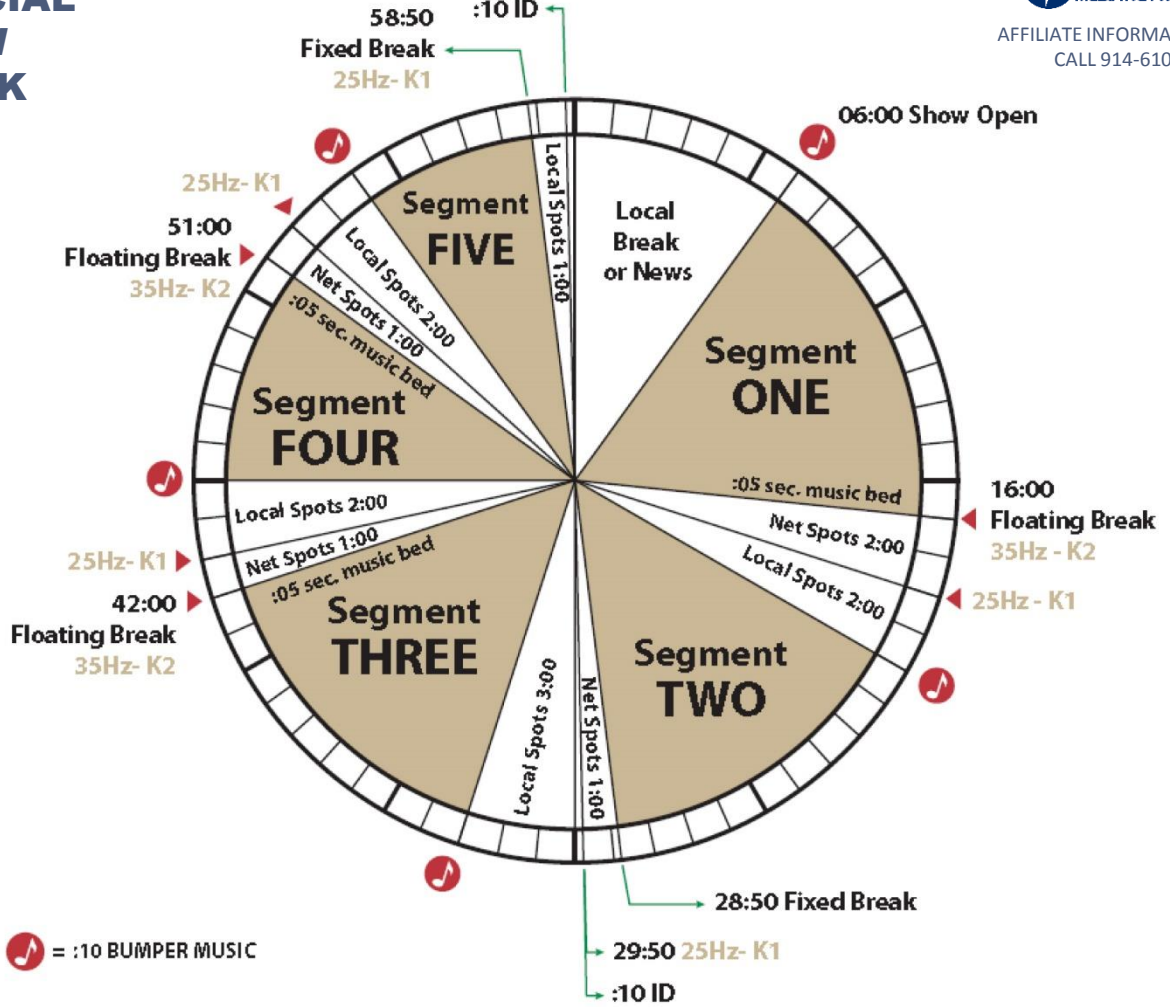 58:50
Fixed Break
25Hz- K1
:10 ID
AFFILIATE
CALL 914-610
06:00 Show Open
25Hz- K1
51:00
Floating Break
35Hz- K2
Segment
FIVE
Local Spots 1:00
Local
Break
or News
Local Spots 2:00
Net Spots 1:00
:05 sec. music bed
Segment
ONE
:05 sec. music bed
Segment
FOUR
16:00
Floating Break
35Hz - K2
Net Spots 2:00
Local Spots 2:00
25Hz - K1
Local Spots 2:00
Net Spots 1:00
:05 sec. music bed
25Hz- K1
42:00
Floating Break
35Hz- K2
Segment
THREE
Segment
TWO
Local Spots 3:00
Net Spots 1:00
28:50 Fixed Break
29:50 25Hz- K1
:10 ID
= :10 BUMPER MUSIC